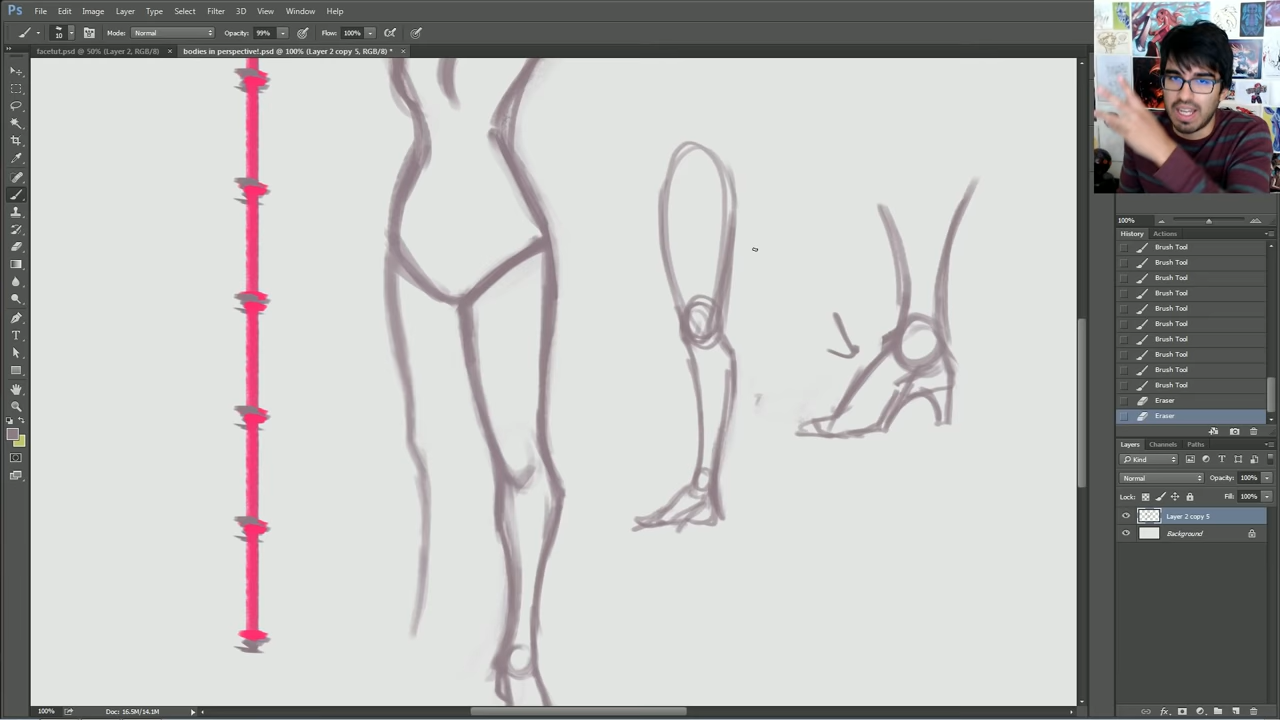 Ps File Edit Image Layer Type Select Filter 3D View Window Help
10 Mode: Normal Opacity: 99% Flow: 100%
facetut.psd @ 50% (Layer 2, RGB/8) × bodies in perspective!.psd @ 100% (Layer 2 copy 5, RGB/8) * ×
100%
History Actions
Brush Tool
Brush Tool
Brush Tool
Brush Tool
Brush Tool
Brush Tool
Brush Tool
Brush Tool
Brush Tool
Brush Tool
Eraser
Eraser
Layers Channels Paths
Kind
Normal Opacity: 100%
Lock: Fill: 100%
Layer 2 copy 5
Background
100% Doc: 16.5M/14.1M